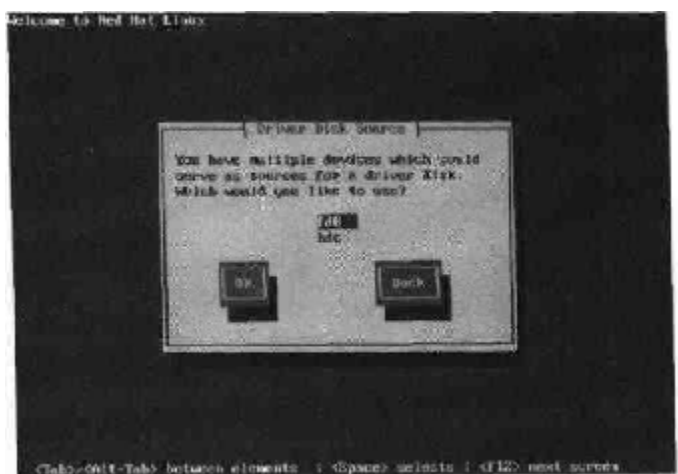 Welcome to Red Hat Linux
Driver Disk Source
You have multiple devices which could
serve as sources for a driver disk.
Which would you like to use?
fd0
hdc
OK
Back
<Tab>/<Alt-Tab> between elements | <Space> selects | <F12> next screen